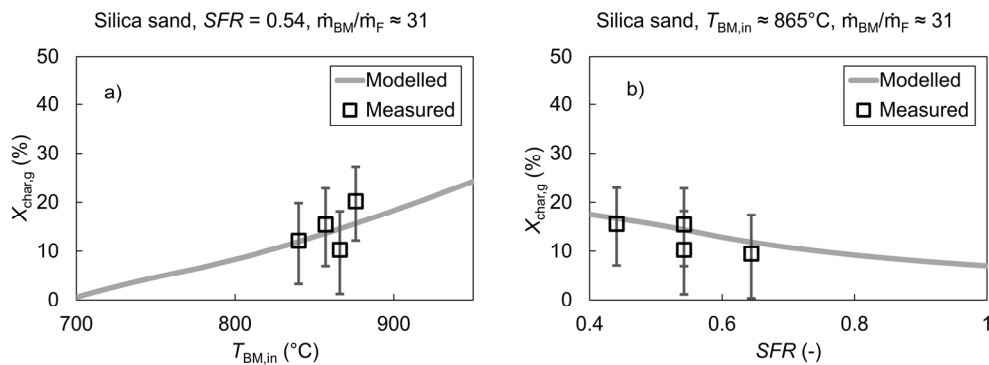 Silica sand, SFR = 0.54, ṁBM/ṁF ≈ 31
a)
Modelled
Measured
Xchar,g (%)
50
40
30
20
10
0
700
800
900
TBM,in (°C)
Silica sand, TBM,in ≈ 865°C, ṁBM/ṁF ≈ 31
b)
Modelled
Measured
Xchar,g (%)
50
40
30
20
10
0
0.4
0.6
0.8
1
SFR (-)